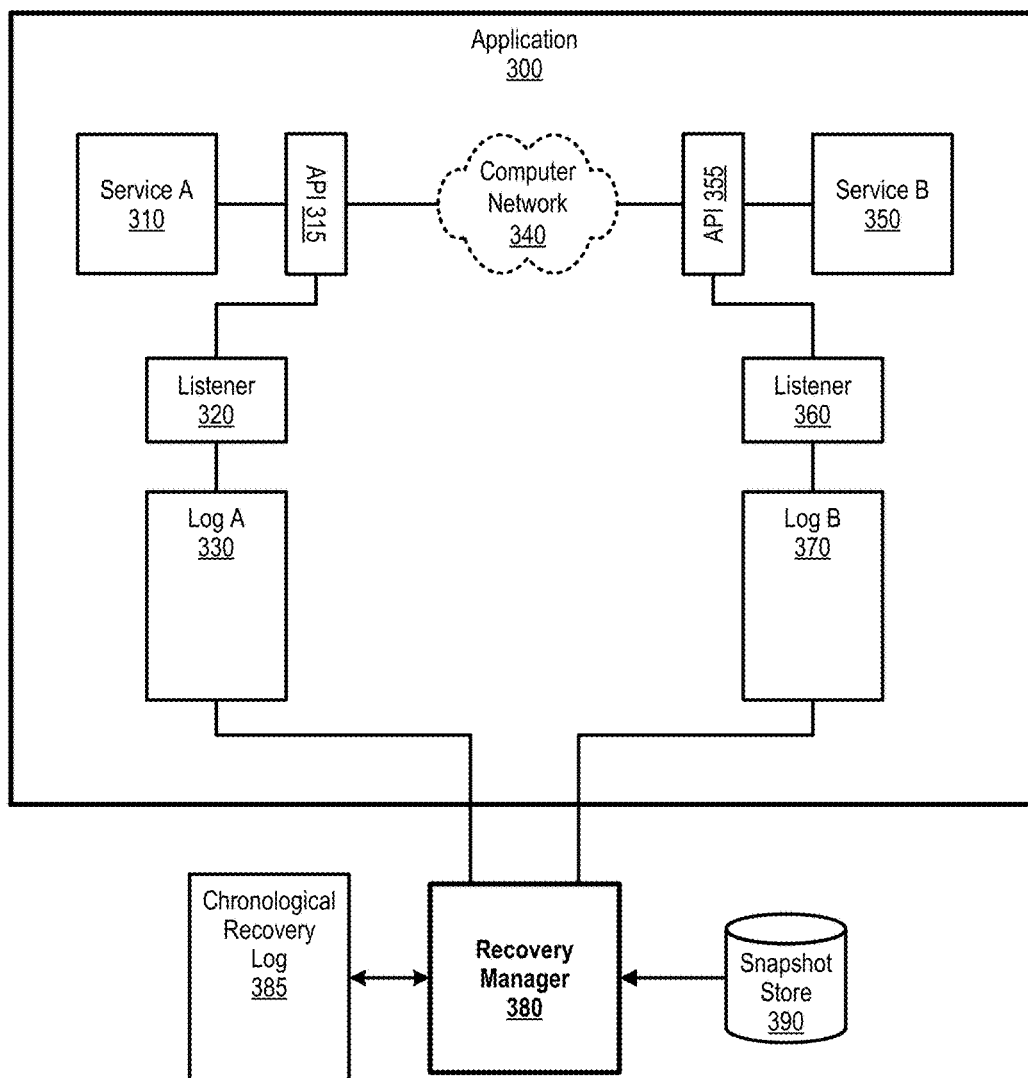 Application
300
Service A
310
API 315
Computer
Network
340
API 355
Service B
350
Listener
320
Listener
360
Log A
330
Log B
370
Chronological
Recovery
Log
385
Recovery
Manager
380
Snapshot
Store
390